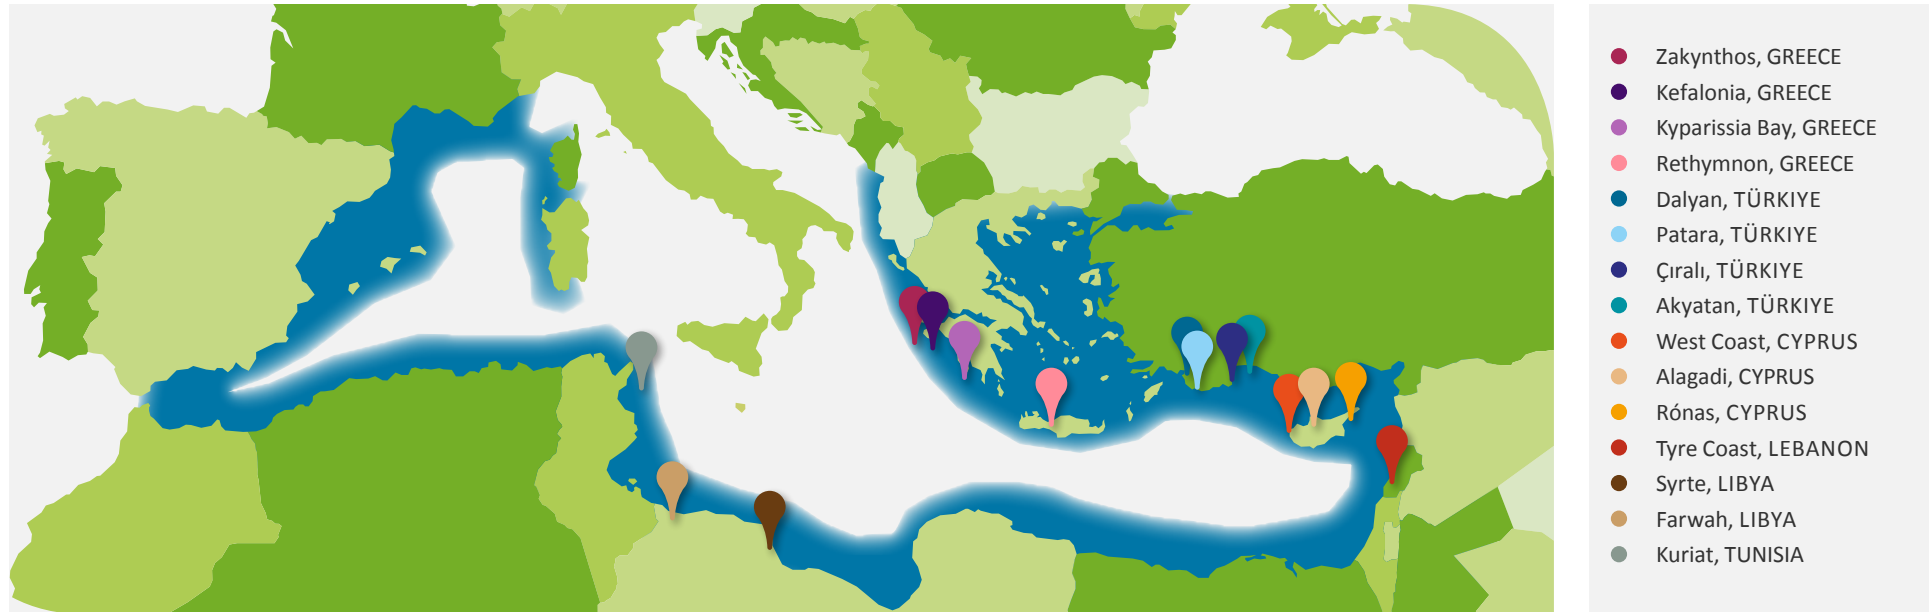 Zakynthos, GREECE
Kefalonia, GREECE
Kyparissia Bay, GREECE
Rethymnon, GREECE
Dalyan, TÜRKIYE
Patara, TÜRKIYE
Çıralı, TÜRKIYE
Akyatan, TÜRKIYE
West Coast, CYPRUS
Alagadi, CYPRUS
Rónas, CYPRUS
Tyre Coast, LEBANON
Syrte, LIBYA
Farwah, LIBYA
Kuriat, TUNISIA